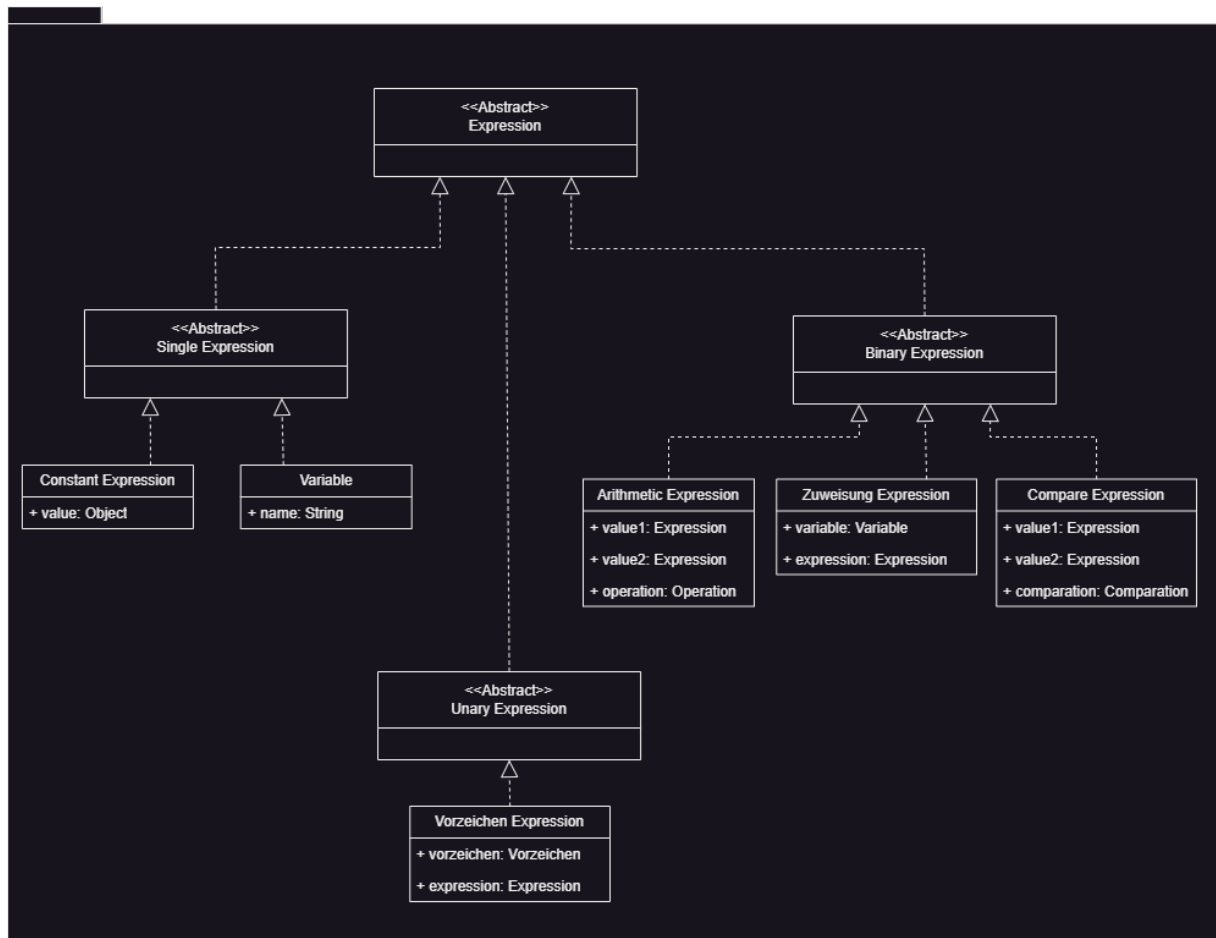 <<Abstract>>
Expression
<<Abstract>>
Single Expression
<<Abstract>>
Binary Expression
Constant Expression
+ value: Object
Variable
+ name: String
Arithmetic Expression
+ value1: Expression
+ value2: Expression
+ operation: Operation
Zuweisung Expression
+ variable: Variable
+ expression: Expression
Compare Expression
+ value1: Expression
+ value2: Expression
+ comparation: Comparation
<<Abstract>>
Unary Expression
Vorzeichen Expression
+ vorzeichen: Vorzeichen
+ expression: Expression